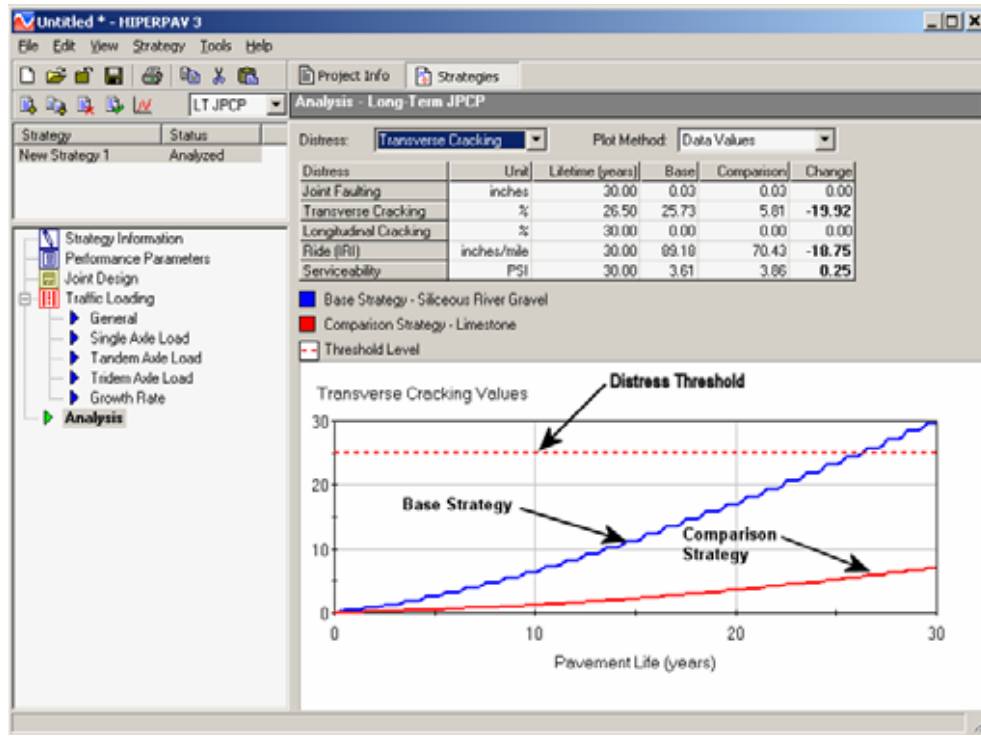 Untitled * - HIPERPAV 3
File Edit View Strategy Tools Help
Project Info Strategies
LT JPCP
Analysis - Long-Term JPCP
Strategy Status
New Strategy 1 Analyzed
Distress: Transverse Cracking Plot Method: Data Values
Distress Unit Lifetime (years) Base Comparison Change
Joint Faulting inches 30.00 0.03 0.03 0.00
Transverse Cracking % 26.50 25.73 5.81 -19.92
Longitudinal Cracking % 30.00 0.00 0.00 0.00
Ride (IRI) inches/mile 30.00 89.18 70.43 -18.75
Serviceability PSI 30.00 3.61 3.86 0.25
Strategy Information
Performance Parameters
Joint Design
Traffic Loading
General
Single Axle Load
Tandem Axle Load
Tridem Axle Load
Growth Rate
Analysis
Base Strategy - Siliceous River Gravel
Comparison Strategy - Limestone
Threshold Level
Transverse Cracking Values
Distress Threshold
Base Strategy
Comparison
Strategy
30
20
10
0
0 10 20 30
Pavement Life (years)